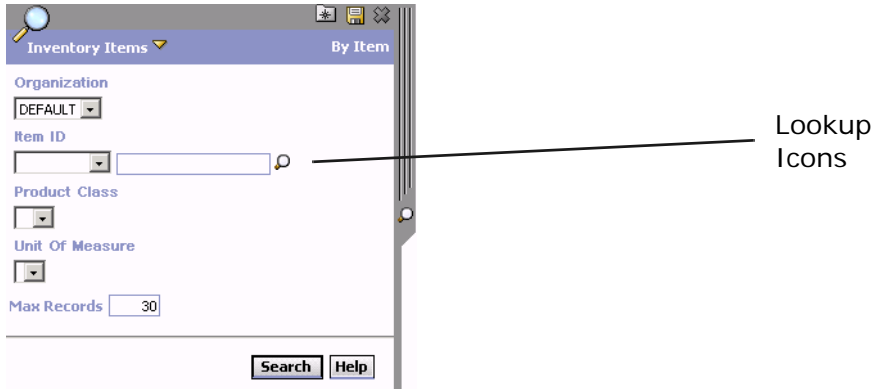 Inventory Items By Item
Organization
DEFAULT
Item ID
Product Class
Unit Of Measure
Max Records 30
Search Help
Lookup
Icons